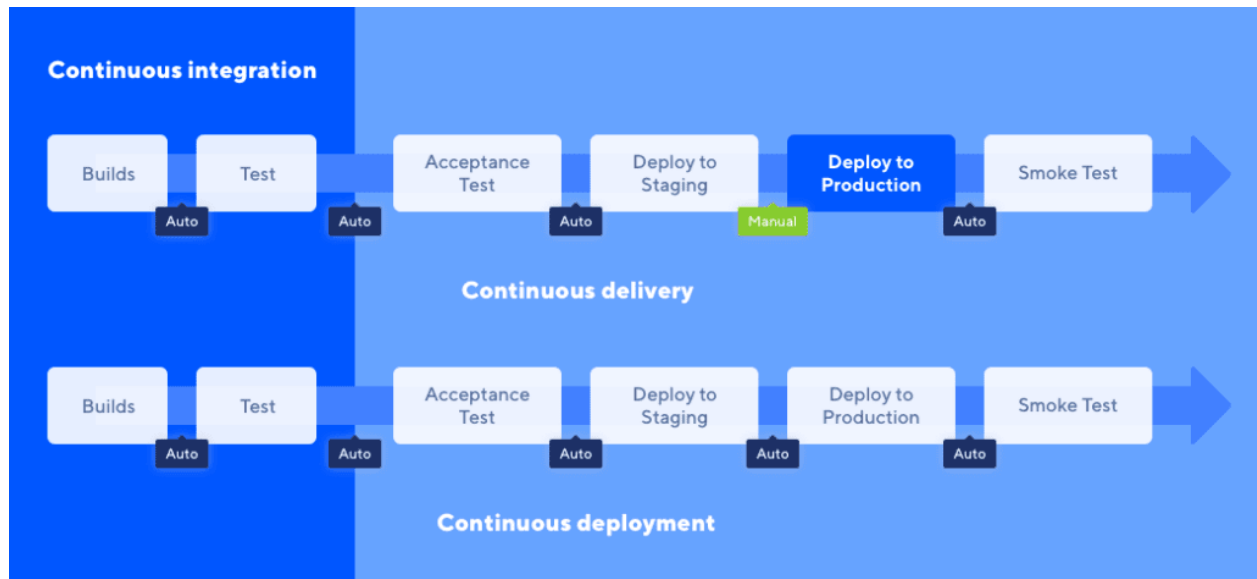 Continuous integration
Builds
Test
Acceptance
Test
Deploy to
Staging
Deploy to
Production
Smoke Test
Auto
Auto
Auto
Manual
Auto
Continuous delivery
Builds
Test
Acceptance
Test
Deploy to
Staging
Deploy to
Production
Smoke Test
Auto
Auto
Auto
Auto
Auto
Continuous deployment